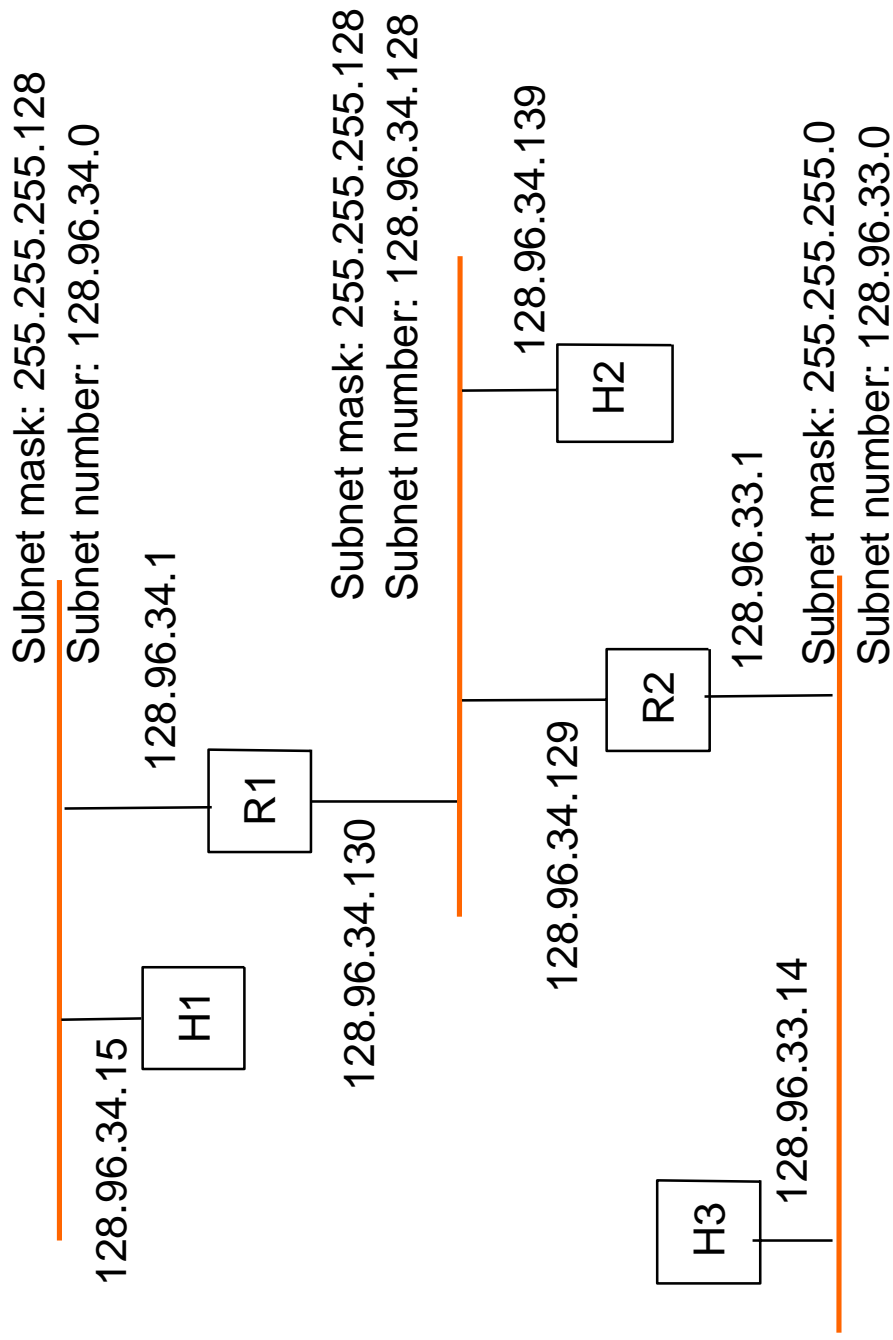 Subnet mask: 255.255.255.128
Subnet number: 128.96.34.0
128.96.34.15
128.96.34.1
H1
R1
Subnet mask: 255.255.255.128
128.96.34.130
Subnet number: 128.96.34.128
128.96.34.139
128.96.34.129
H2
R2
H3
128.96.33.1
128.96.33.14
Subnet mask: 255.255.255.0
Subnet number: 128.96.33.0